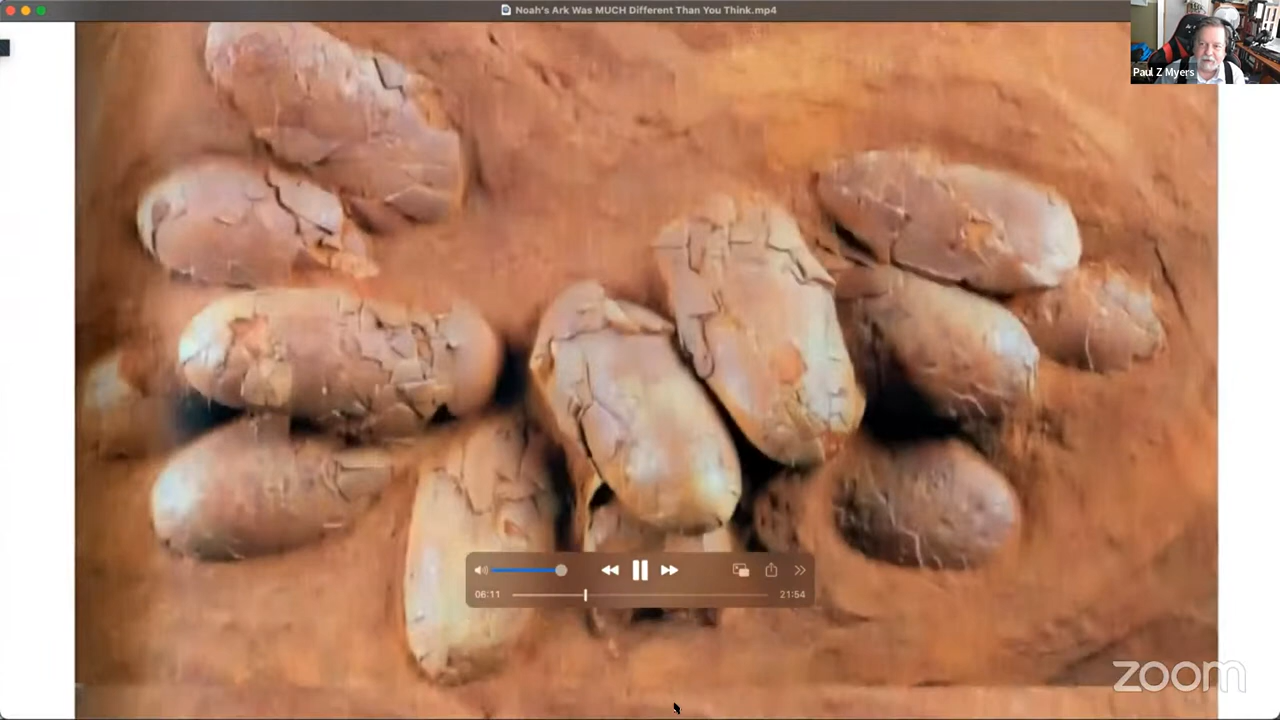 Noah's Ark Was MUCH Different Than You Think.mp4
Paul Z Myers
06:11
21:54
zoom